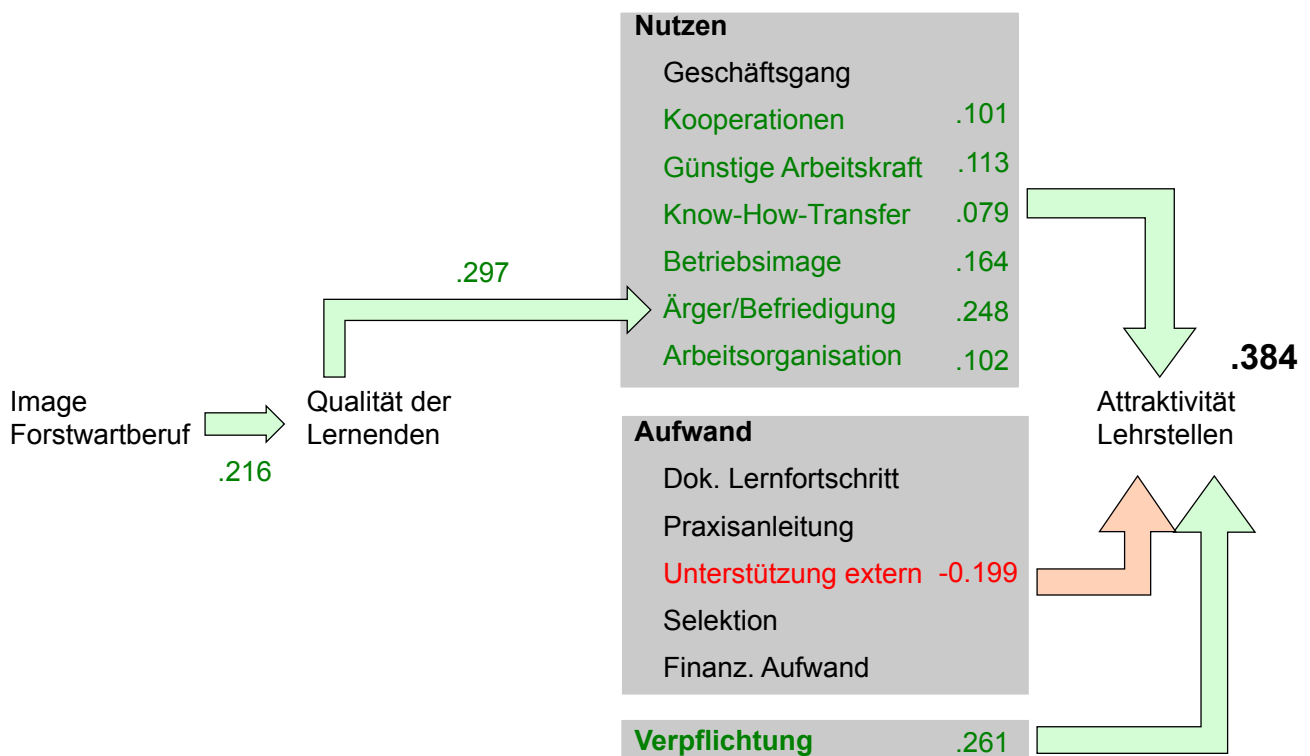 Nutzen
Geschäftsgang
Kooperationen .101
Günstige Arbeitskraft .113
Know-How-Transfer .079
Betriebsimage .164
Ärger/Befriedigung .248
Arbeitsorganisation .102
.297
.384
Image
Forstwartberuf
.216
Qualität der
Lernenden
Attraktivität
Lehrstellen
Aufwand
Dok. Lernfortschritt
Praxisanleitung
Unterstützung extern -0.199
Selektion
Finanz. Aufwand
Verpflichtung .261